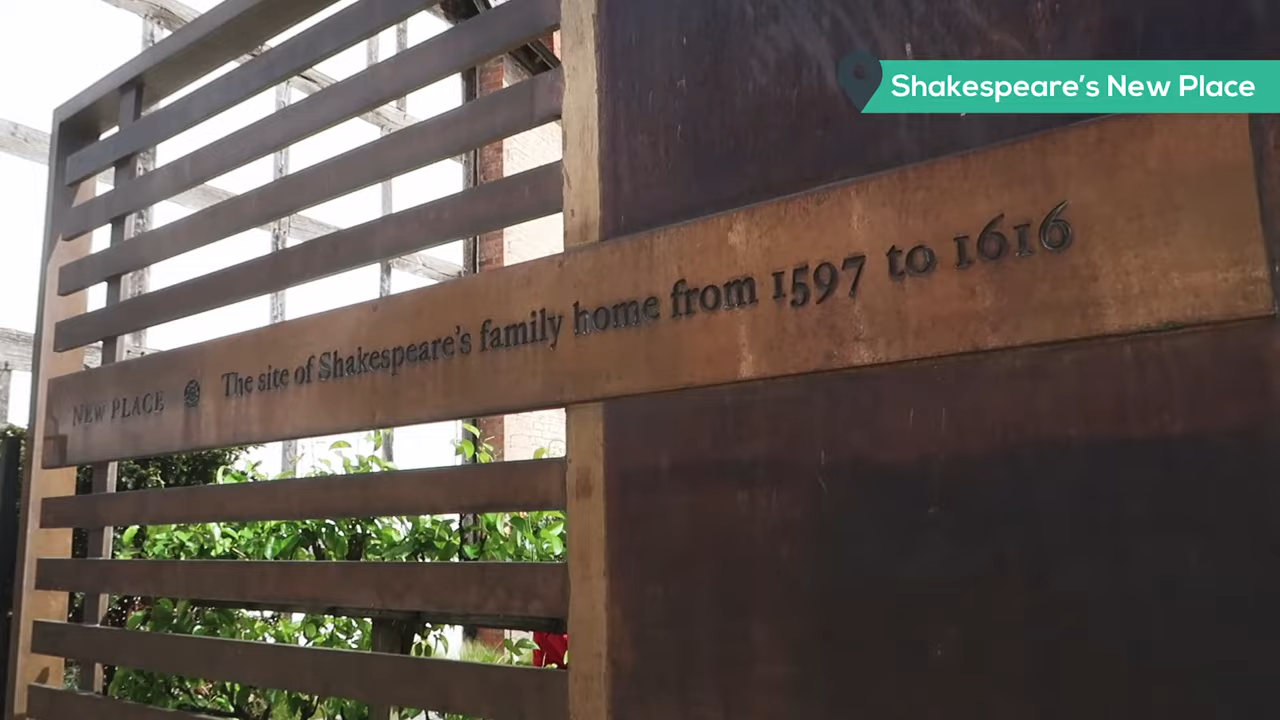 Shakespeare's New Place
NEW PLACE The site of Shakespeare's family home from 1597 to 1616